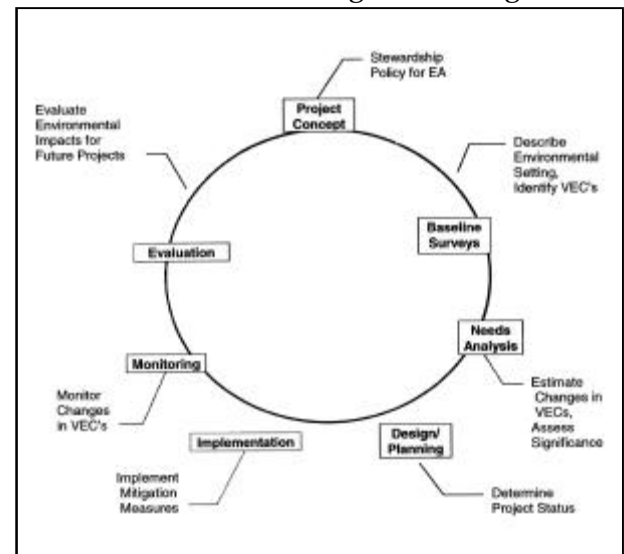 Stewardship
Policy for EA
Project
Concept
Evaluate
Environmental
Impacts for
Future Projects
Describe
Environmental
Setting,
Identify VEC's
Baseline
Surveys
Evaluation
Needs
Analysis
Monitoring
Estimate
Changes in
VECs,
Assess
Significance
Monitor
Changes
in VEC's
Design/
Planning
Implementation
Implement
Mitigation
Measures
Determine
Project Status